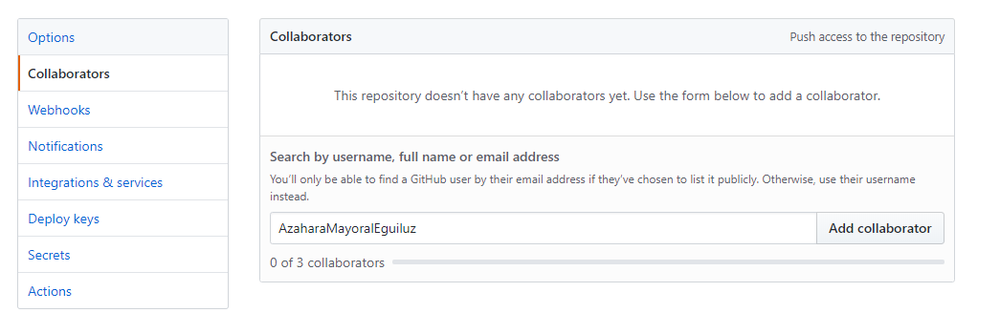 Options
Collaborators
Webhooks
Notifications
Integrations & services
Deploy keys
Secrets
Actions
Collaborators
Push access to the repository
This repository doesn’t have any collaborators yet. Use the form below to add a collaborator.
Search by username, full name or email address
You’ll only be able to find a GitHub user by their email address if they’ve chosen to list it publicly. Otherwise, use their username
instead.
AzaharaMayoralEguiluz
Add collaborator
0 of 3 collaborators